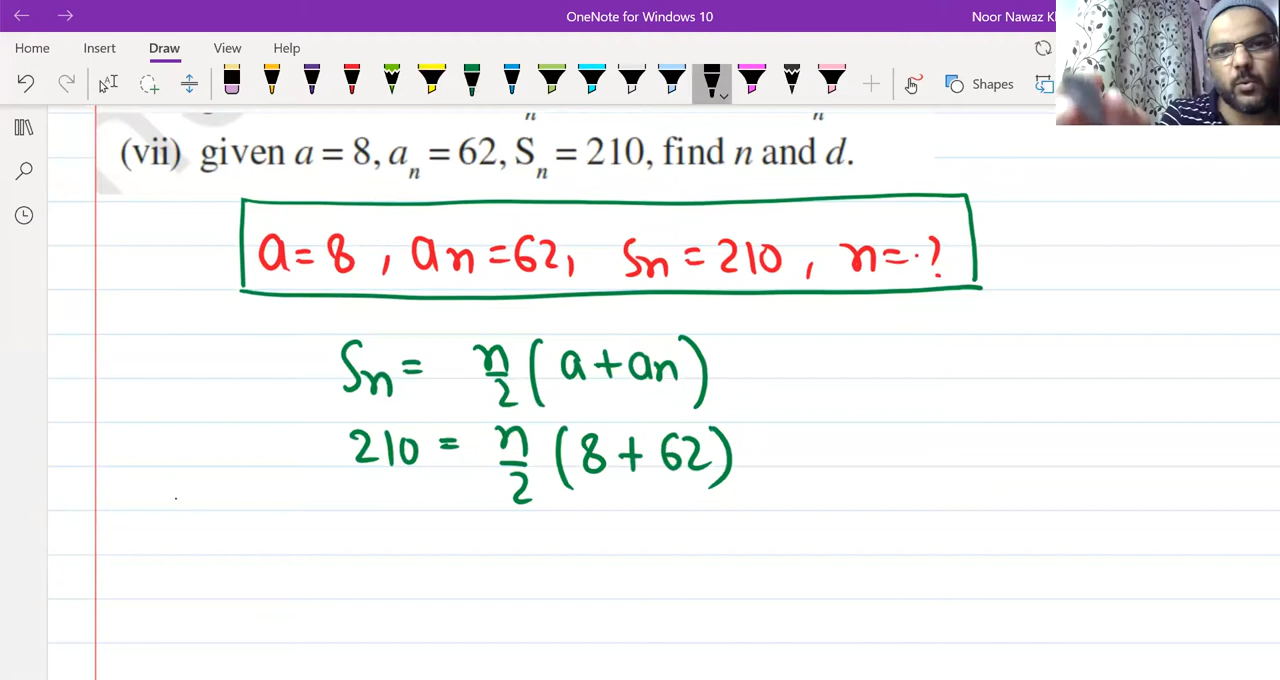 OneNote for Windows 10
Noor Nawaz
Home Insert Draw View Help
Shapes
n n
(vii) given a = 8, aₙ = 62, Sₙ = 210, find n and d.
a = 8 , an = 62, Sn = 210 , n = ?
Sn = n/2 ( a + an )
210 = n/2 ( 8 + 62 )